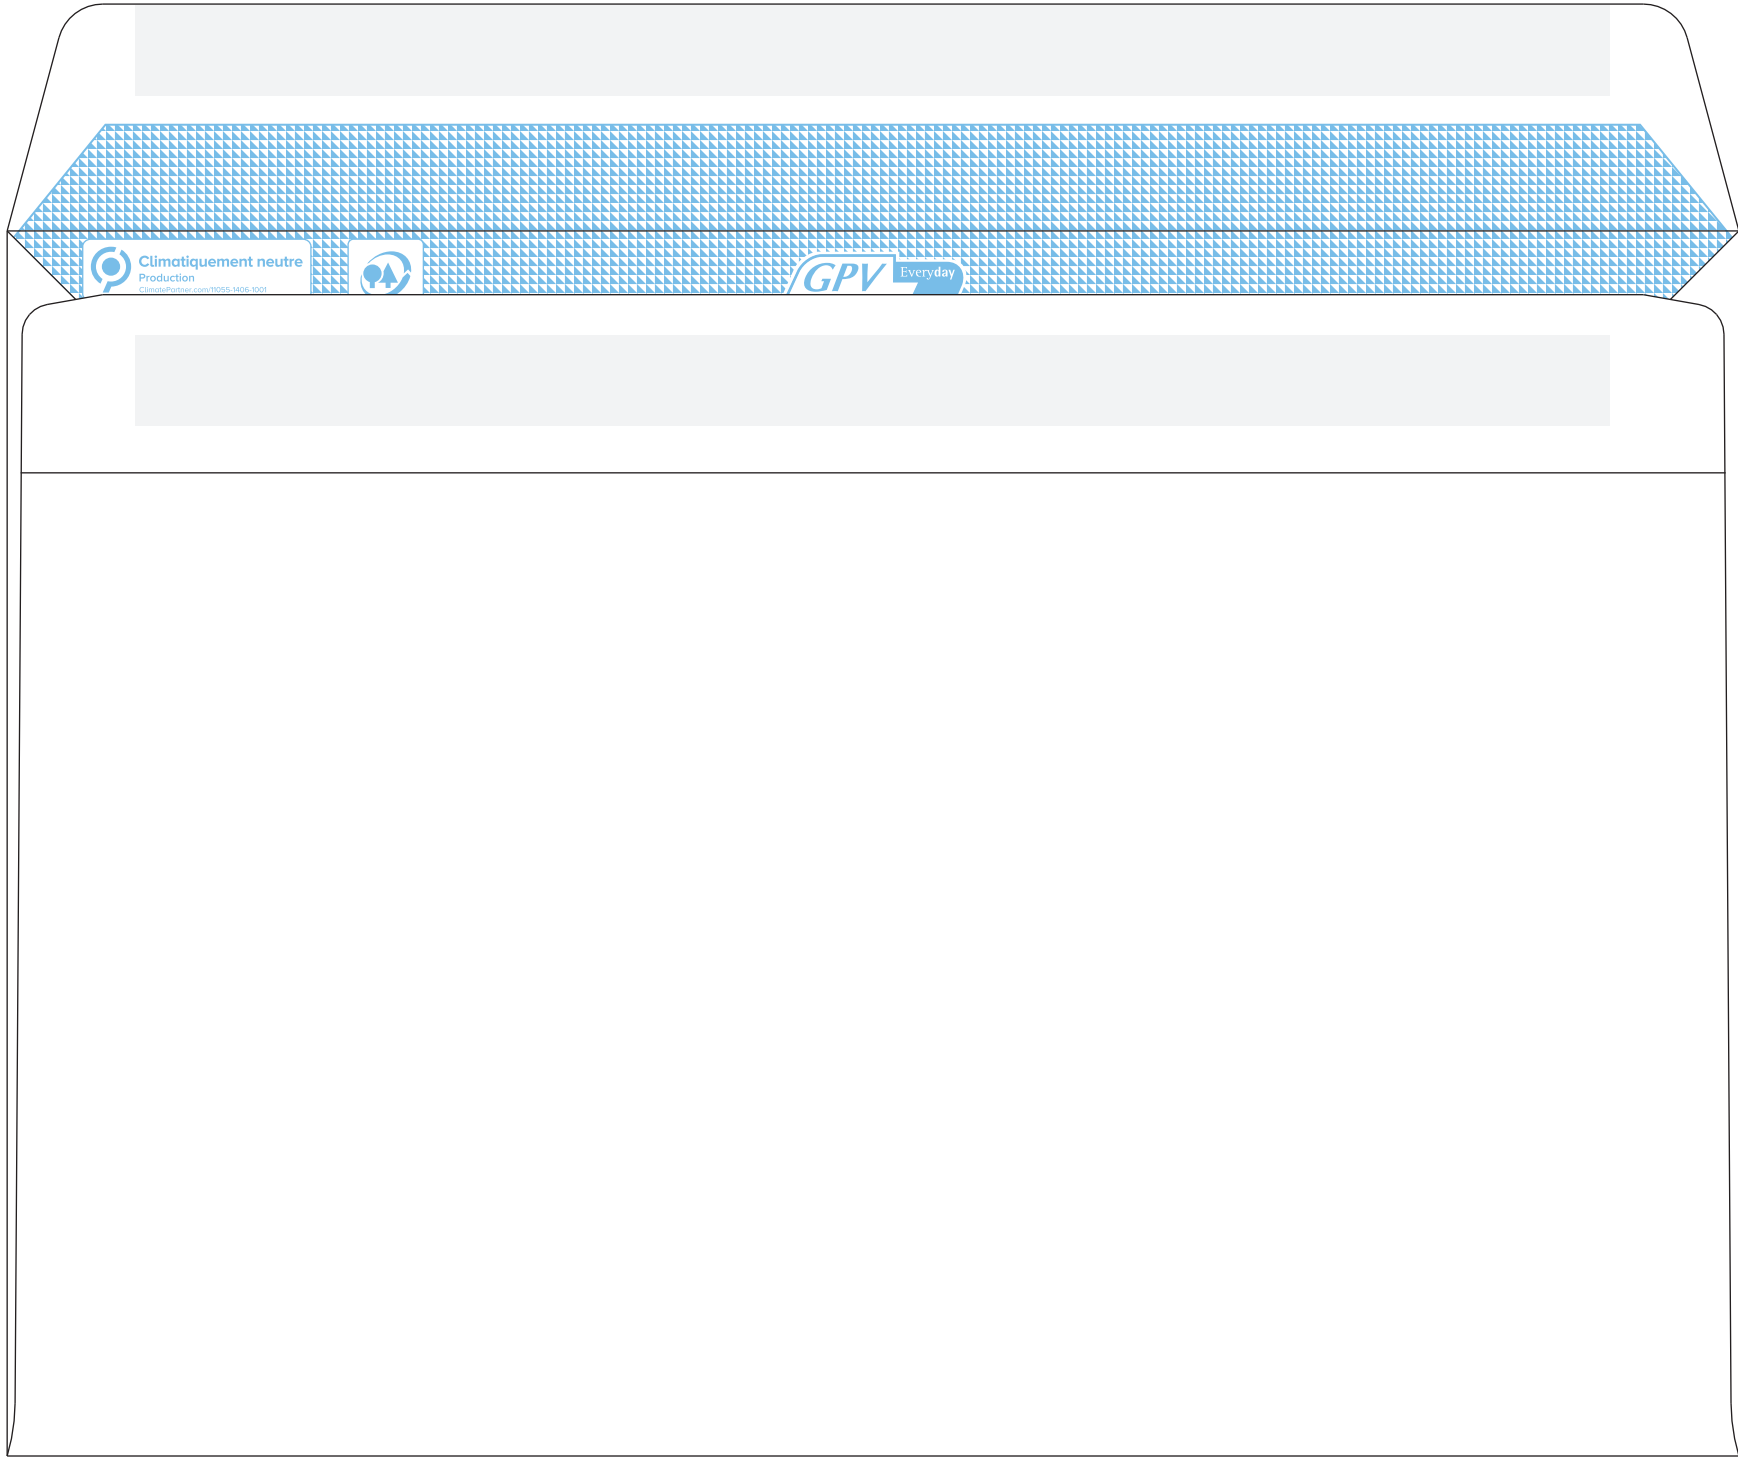 Climatiquement neutre
Production
ClimatePartner.com/11055-1406-1001
GPV Everyday